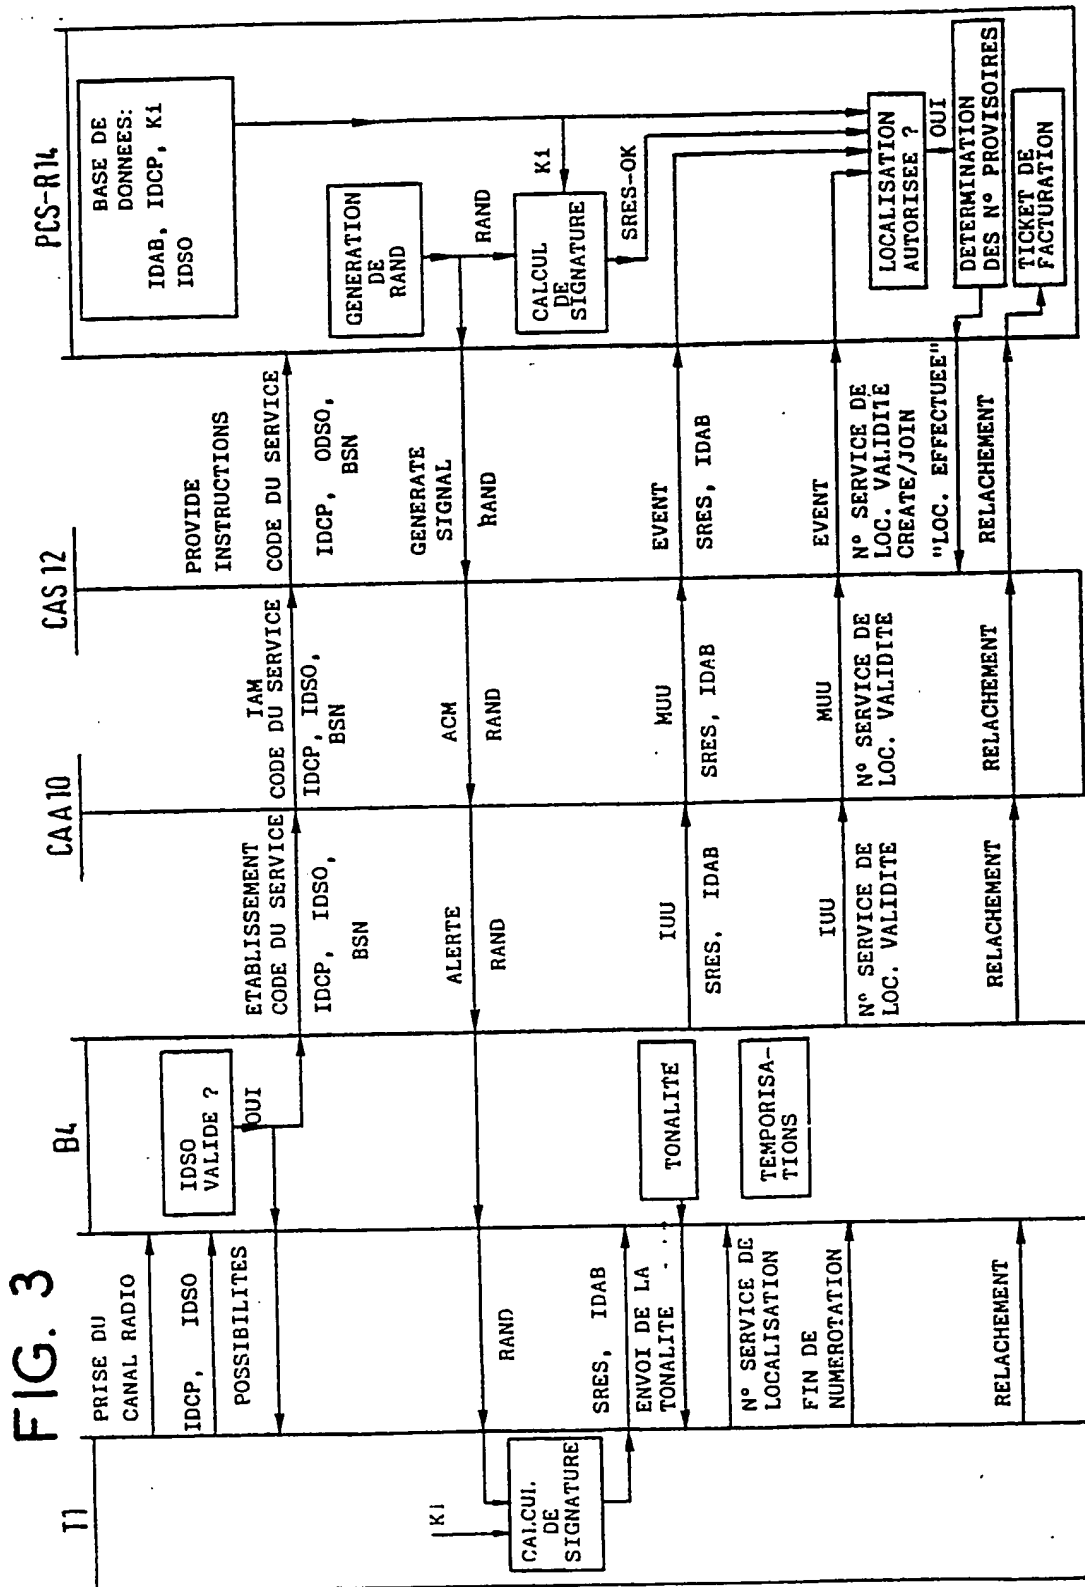 FIG. 3
T1
B4
CAA10
CAS 12
PCS-R14
PRISE DU
CANAL RADIO
IDCP, IDSO
POSSIBILITES
RAND
SRES, IDAB
ENVOI DE LA
TONALITE
N° SERVICE DE
LOCALISATION
FIN DE
NUMEROTATION
RELACHEMENT
Ki
CALCUL
DE
SIGNATURE
IDSO
VALIDE ?
OUI
TONALITE
TEMPORISA-
TIONS
ETABLISSEMENT
CODE DU SERVICE
IDCP, IDSO,
BSN
ALERTE
RAND
IUU
SRES, IDAB
IUU
N° SERVICE DE
LOC. VALIDITE
RELACHEMENT
IAM
CODE DU SERVICE
IDCP, IDSO,
BSN
ACM
RAND
MUU
SRES, IDAB
MUU
N° SERVICE DE
LOC. VALIDITE
RELACHEMENT
PROVIDE
INSTRUCTIONS
CODE DU SERVICE
IDCP, ODSO,
BSN
GENERATE
SIGNAL
RAND
EVENT
SRES, IDAB
EVENT
N° SERVICE DE
LOC. VALIDITE
CREATE/JOIN
"LOC. EFFECTUEE"
RELACHEMENT
BASE DE
DONNEES:
IDAB, IDCP, Ki
IDSO
GENERATION
DE
RAND
RAND
Ki
CALCUL
DE
SIGNATURE
SRES-OK
LOCALISATION
AUTORISEE ?
OUI
DETERMINATION
DES N° PROVISOIRES
TICKET DE
FACTURATION